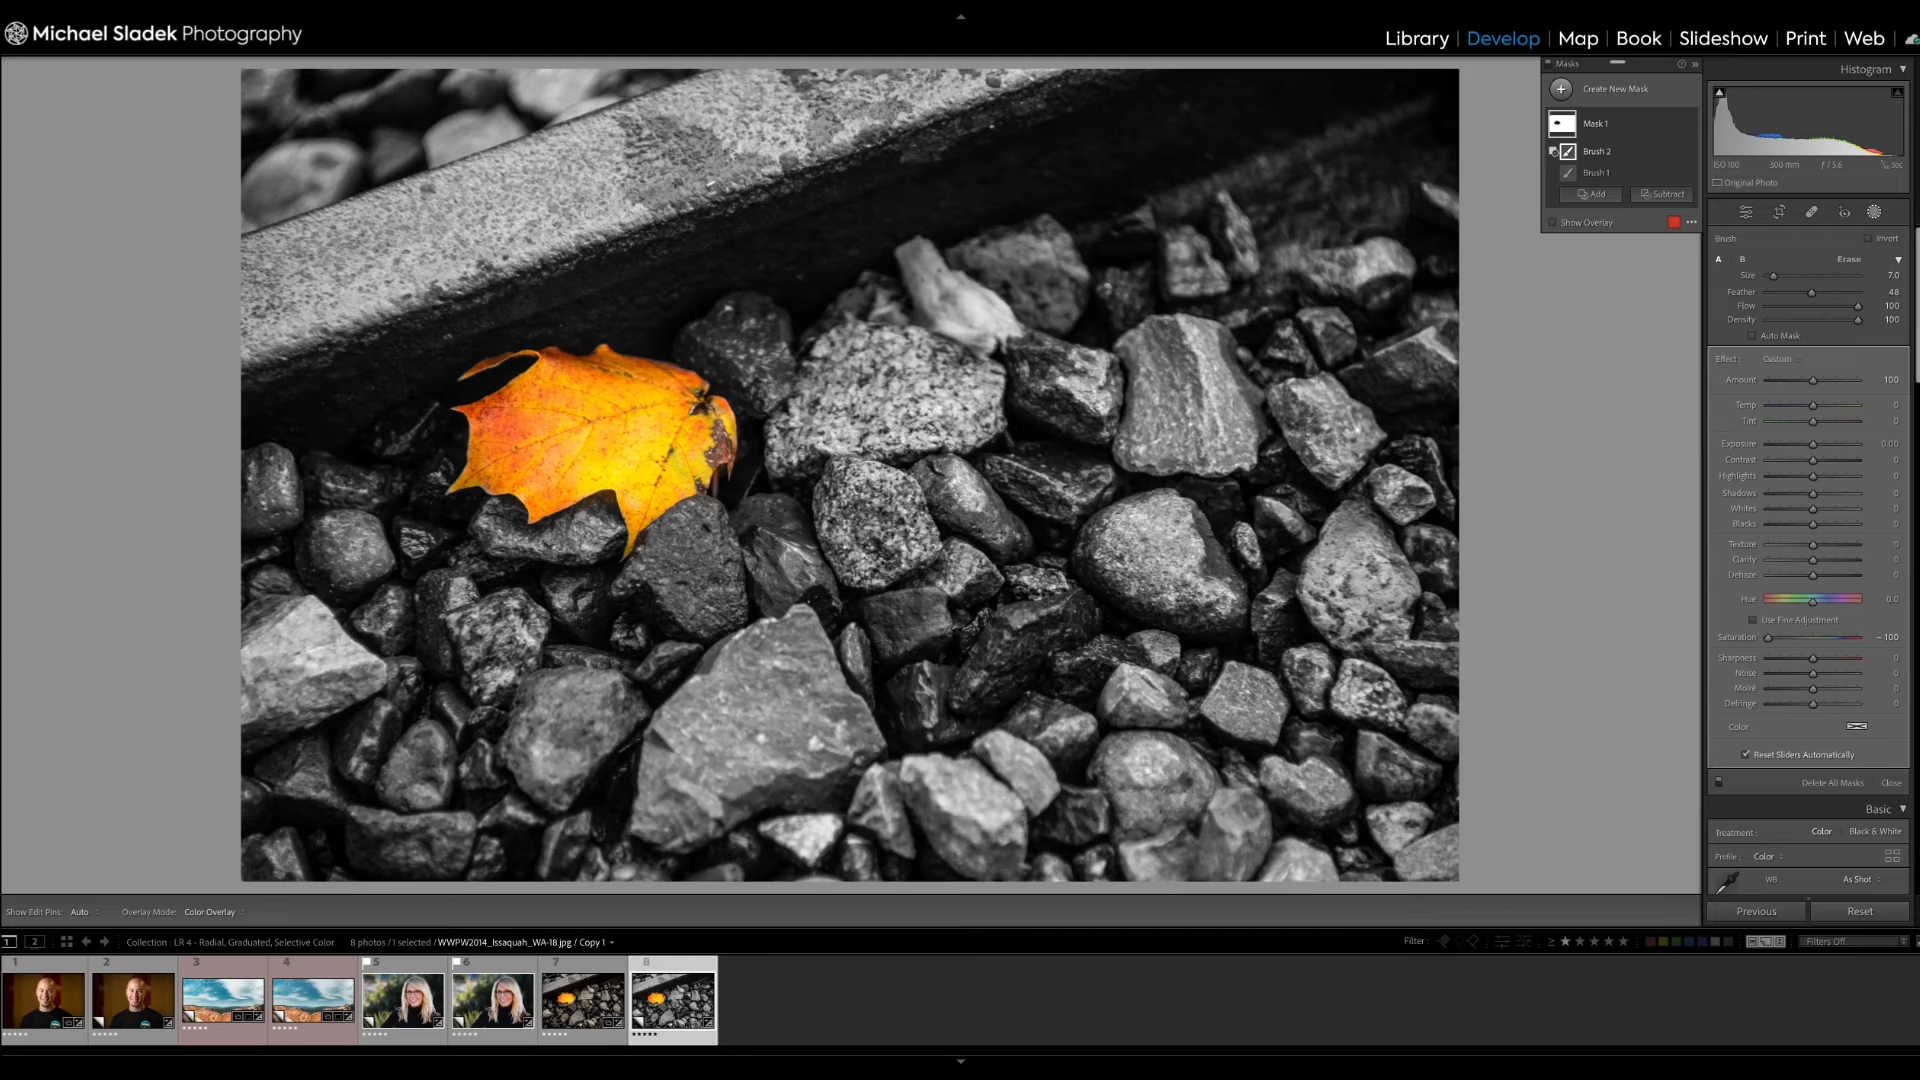 Michael Sladek Photography
Library | Develop | Map | Book | Slideshow | Print | Web |
Masks
Create New Mask
Mask 1
Brush 2
Brush 1
Add Subtract
Show Overlay
Histogram
ISO 100 300 mm ƒ / 5.6 sec
Original Photo
Brush Invert
A B Erase
Size 7.0
Feather 48
Flow 100
Density 100
Auto Mask
Effect : Custom
Amount 100
Temp 0
Tint 0
Exposure 0.00
Contrast 0
Highlights 0
Shadows 0
Whites 0
Blacks 0
Texture 0
Clarity 0
Dehaze 0
Hue 0.0
Use Fine Adjustment
Saturation – 100
Sharpness 0
Noise 0
Moiré 0
Defringe 0
Color
Reset Sliders Automatically
Delete All Masks Close
Basic
Treatment : Color Black & White
Profile : Color
WB : As Shot
Previous Reset
Show Edit Pins: Auto Overlay Mode: Color Overlay
1 2 Collection : LR 4 - Radial, Graduated, Selective Color 8 photos / 1 selected / WWPW2014_Issaquah_WA-18.jpg / Copy 1 Filter : Filters Off
1 2 3 4 5 6 7 8